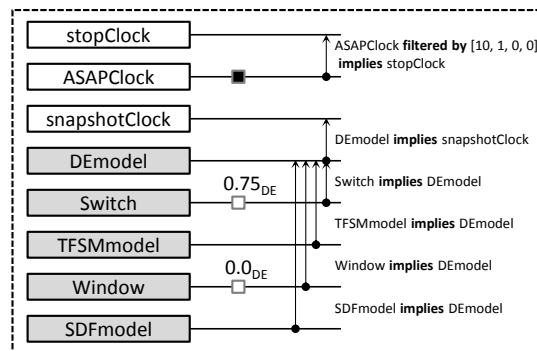 stopClock
ASAPClock filtered by [10, 1, 0, 0]
implies stopClock
ASAPClock
snapshotClock
DEmodel implies snapshotClock
DEmodel
Switch implies DEmodel
0.75DE
Switch
TFSMmodel implies DEmodel
TFSMmodel
Window implies DEmodel
0.0DE
Window
SDFmodel implies DEmodel
SDFmodel